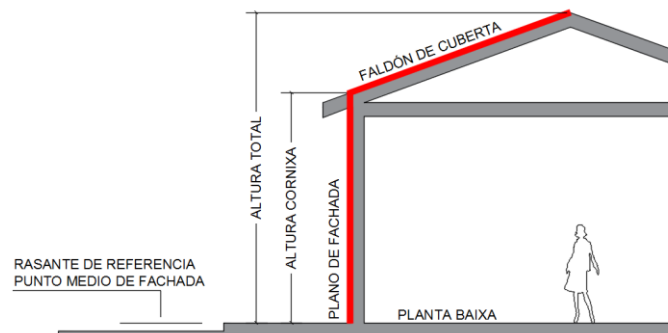 FALDÓN DE CUBERTA
ALTURA TOTAL
ALTURA CORNIXA
PLANO DE FACHADA
RASANTE DE REFERENCIA
PUNTO MEDIO DE FACHADA
PLANTA BAIXA